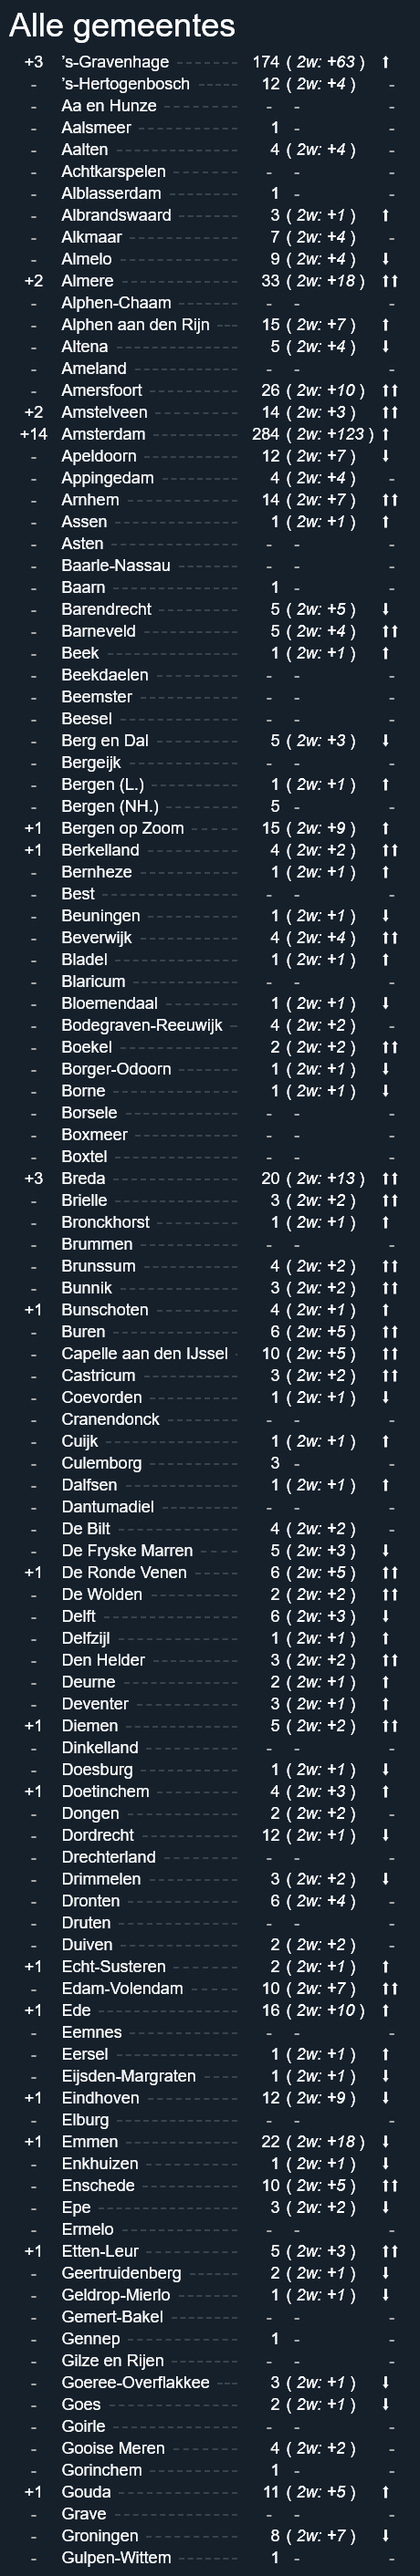 Alle gemeentes
+3 's-Gravenhage 174 ( 2w: +63 ) ⬆
- 's-Hertogenbosch 12 ( 2w: +4 ) -
- Aa en Hunze - - -
- Aalsmeer 1 - -
- Aalten 4 ( 2w: +4 ) -
- Achtkarspelen - - -
- Alblasserdam 1 - -
- Albrandswaard 3 ( 2w: +1 ) ⬆
- Alkmaar 7 ( 2w: +4 ) -
- Almelo 9 ( 2w: +4 ) ⬇
+2 Almere 33 ( 2w: +18 ) ⬆⬆
- Alphen-Chaam - - -
- Alphen aan den Rijn 15 ( 2w: +7 ) ⬆
- Altena 5 ( 2w: +4 ) ⬇
- Ameland - - -
- Amersfoort 26 ( 2w: +10 ) ⬆⬆
+2 Amstelveen 14 ( 2w: +3 ) ⬆⬆
+14 Amsterdam 284 ( 2w: +123 ) ⬆
- Apeldoorn 12 ( 2w: +7 ) ⬇
- Appingedam 4 ( 2w: +4 ) -
- Arnhem 14 ( 2w: +7 ) ⬆⬆
- Assen 1 ( 2w: +1 ) ⬆
- Asten - - -
- Baarle-Nassau - - -
- Baarn 1 - -
- Barendrecht 5 ( 2w: +5 ) ⬇
- Barneveld 5 ( 2w: +4 ) ⬆⬆
- Beek 1 ( 2w: +1 ) ⬆
- Beekdaelen - - -
- Beemster - - -
- Beesel - - -
- Berg en Dal 5 ( 2w: +3 ) ⬇
- Bergeijk - - -
- Bergen (L.) 1 ( 2w: +1 ) ⬆
- Bergen (NH.) 5 - -
+1 Bergen op Zoom 15 ( 2w: +9 ) ⬆
+1 Berkelland 4 ( 2w: +2 ) ⬆⬆
- Bernheze 1 ( 2w: +1 ) ⬆
- Best - - -
- Beuningen 1 ( 2w: +1 ) ⬇
- Beverwijk 4 ( 2w: +4 ) ⬆⬆
- Bladel 1 ( 2w: +1 ) ⬆
- Blaricum - - -
- Bloemendaal 1 ( 2w: +1 ) ⬇
- Bodegraven-Reeuwijk 4 ( 2w: +2 ) -
- Boekel 2 ( 2w: +2 ) ⬆⬆
- Borger-Odoorn 1 ( 2w: +1 ) ⬇
- Borne 1 ( 2w: +1 ) ⬇
- Borsele - - -
- Boxmeer - - -
- Boxtel - - -
+3 Breda 20 ( 2w: +13 ) ⬆⬆
- Brielle 3 ( 2w: +2 ) ⬆⬆
- Bronckhorst 1 ( 2w: +1 ) ⬆
- Brummen - - -
- Brunssum 4 ( 2w: +2 ) ⬆⬆
- Bunnik 3 ( 2w: +2 ) ⬆⬆
+1 Bunschoten 4 ( 2w: +1 ) ⬆
- Buren 6 ( 2w: +5 ) ⬆⬆
- Capelle aan den IJssel 10 ( 2w: +5 ) ⬆⬆
- Castricum 3 ( 2w: +2 ) ⬆⬆
- Coevorden 1 ( 2w: +1 ) ⬇
- Cranendonck - - -
- Cuijk 1 ( 2w: +1 ) ⬆
- Culemborg 3 - -
- Dalfsen 1 ( 2w: +1 ) ⬆
- Dantumadiel - - -
- De Bilt 4 ( 2w: +2 ) -
- De Fryske Marren 5 ( 2w: +3 ) ⬇
+1 De Ronde Venen 6 ( 2w: +5 ) ⬆⬆
- De Wolden 2 ( 2w: +2 ) ⬆⬆
- Delft 6 ( 2w: +3 ) ⬇
- Delfzijl 1 ( 2w: +1 ) ⬆
- Den Helder 3 ( 2w: +2 ) ⬆⬆
- Deurne 2 ( 2w: +1 ) ⬆
- Deventer 3 ( 2w: +1 ) ⬆
+1 Diemen 5 ( 2w: +2 ) ⬆⬆
- Dinkelland - - -
- Doesburg 1 ( 2w: +1 ) ⬇
+1 Doetinchem 4 ( 2w: +3 ) ⬆
- Dongen 2 ( 2w: +2 ) -
- Dordrecht 12 ( 2w: +1 ) ⬇
- Drechterland - - -
- Drimmelen 3 ( 2w: +2 ) ⬇
- Dronten 6 ( 2w: +4 ) -
- Druten - - -
- Duiven 2 ( 2w: +2 ) -
+1 Echt-Susteren 2 ( 2w: +1 ) ⬆
- Edam-Volendam 10 ( 2w: +7 ) ⬆⬆
+1 Ede 16 ( 2w: +10 ) ⬆
- Eemnes - - -
- Eersel 1 ( 2w: +1 ) ⬆
- Eijsden-Margraten 1 ( 2w: +1 ) ⬇
+1 Eindhoven 12 ( 2w: +9 ) ⬇
- Elburg - - -
+1 Emmen 22 ( 2w: +18 ) ⬇
- Enkhuizen 1 ( 2w: +1 ) ⬇
- Enschede 10 ( 2w: +5 ) ⬆⬆
- Epe 3 ( 2w: +2 ) ⬇
- Ermelo - - -
+1 Etten-Leur 5 ( 2w: +3 ) ⬆⬆
- Geertruidenberg 2 ( 2w: +1 ) ⬇
- Geldrop-Mierlo 1 ( 2w: +1 ) ⬇
- Gemert-Bakel - - -
- Gennep 1 - -
- Gilze en Rijen - - -
- Goeree-Overflakkee 3 ( 2w: +1 ) ⬇
- Goes 2 ( 2w: +1 ) ⬇
- Goirle - - -
- Gooise Meren 4 ( 2w: +2 ) -
- Gorinchem 1 - -
+1 Gouda 11 ( 2w: +5 ) ⬆
- Grave - - -
- Groningen 8 ( 2w: +7 ) ⬇
- Gulpen-Wittem 1 - -